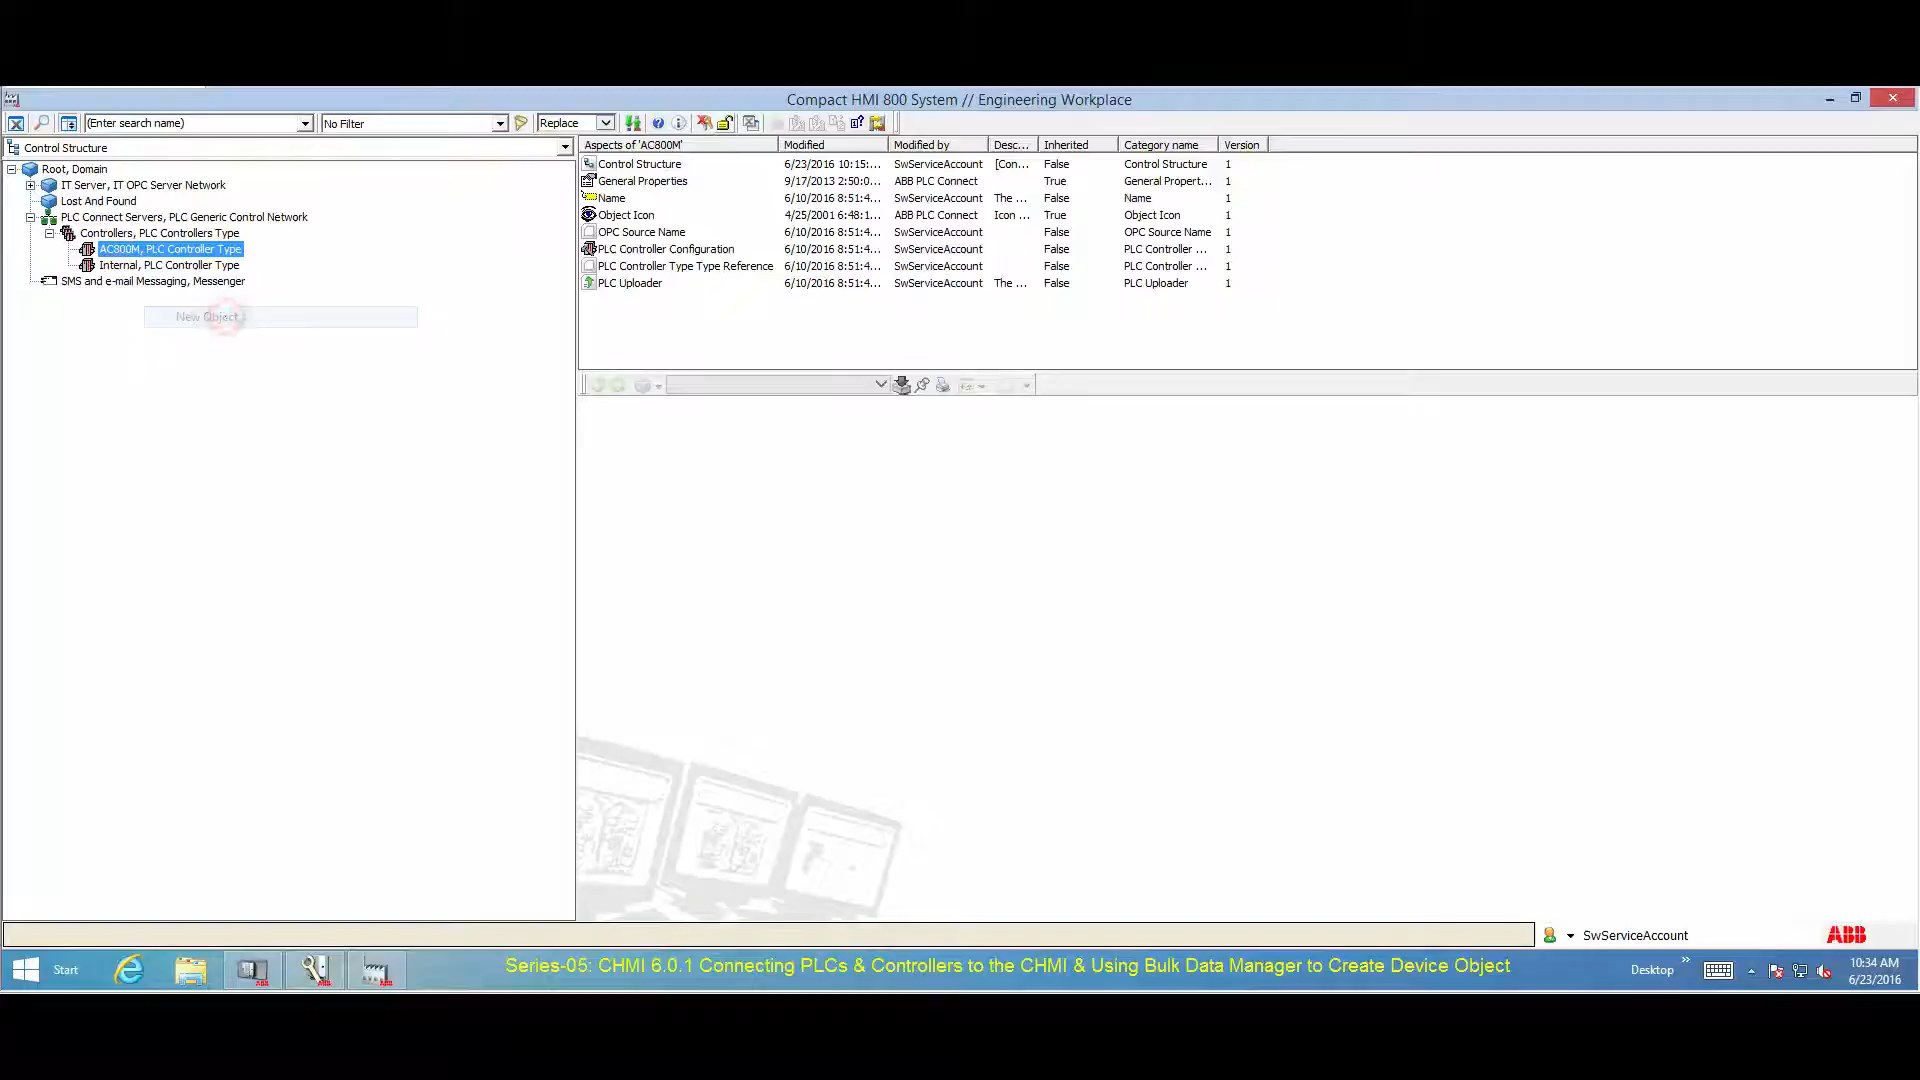 Compact HMI 800 System // Engineering Workplace
(Enter search name) No Filter Replace
Control Structure
Root, Domain
IT Server, IT OPC Server Network
Lost And Found
PLC Connect Servers, PLC Generic Control Network
Controllers, PLC Controllers Type
AC800M, PLC Controller Type
Internal, PLC Controller Type
SMS and e-mail Messaging, Messenger
New Object...
Aspects of 'AC800M' Modified Modified by Desc... Inherited Category name Version
Control Structure 6/23/2016 10:15:... SwServiceAccount [Con... False Control Structure 1
General Properties 9/17/2013 2:50:0... ABB PLC Connect True General Propert... 1
Name 6/10/2016 8:51:4... SwServiceAccount The ... False Name 1
Object Icon 4/25/2001 6:48:1... ABB PLC Connect Icon ... True Object Icon 1
OPC Source Name 6/10/2016 8:51:4... SwServiceAccount False OPC Source Name 1
PLC Controller Configuration 6/10/2016 8:51:4... SwServiceAccount False PLC Controller ... 1
PLC Controller Type Type Reference 6/10/2016 8:51:4... SwServiceAccount False PLC Controller ... 1
PLC Uploader 6/10/2016 8:51:4... SwServiceAccount The ... False PLC Uploader 1
SwServiceAccount ABB
Start Series-05: CHMI 6.0.1 Connecting PLCs & Controllers to the CHMI & Using Bulk Data Manager to Create Device Object Desktop 10:34 AM
6/23/2016